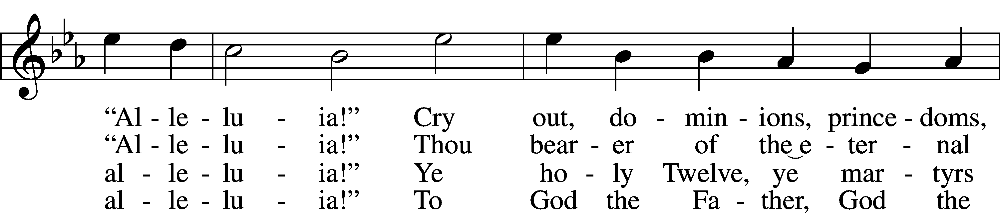 “Al - le - lu - ia!” Cry out, do - min - ions, prince - doms,
“Al - le - lu - ia!” Thou bear - er of the‿e - ter - nal
al - le - lu - ia!” Ye ho - ly Twelve, ye mar - tyrs
al - le - lu - ia!” To God the Fa - ther, God the